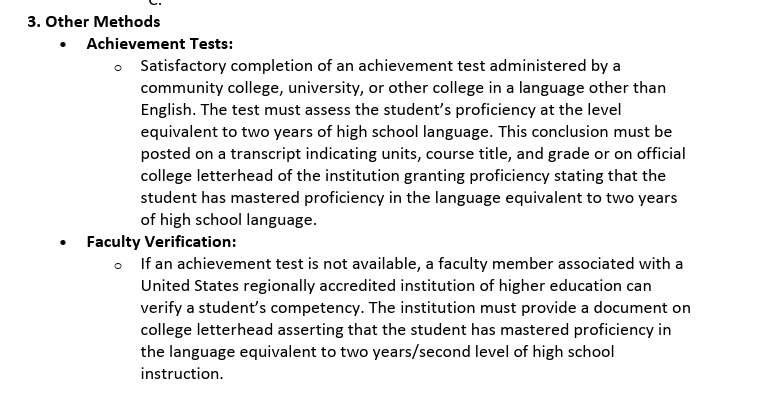 C.
3. Other Methods
• Achievement Tests:
o Satisfactory completion of an achievement test administered by a
community college, university, or other college in a language other than
English. The test must assess the student’s proficiency at the level
equivalent to two years of high school language. This conclusion must be
posted on a transcript indicating units, course title, and grade or on official
college letterhead of the institution granting proficiency stating that the
student has mastered proficiency in the language equivalent to two years
of high school language.
• Faculty Verification:
o If an achievement test is not available, a faculty member associated with a
United States regionally accredited institution of higher education can
verify a student’s competency. The institution must provide a document on
college letterhead asserting that the student has mastered proficiency in
the language equivalent to two years/second level of high school
instruction.